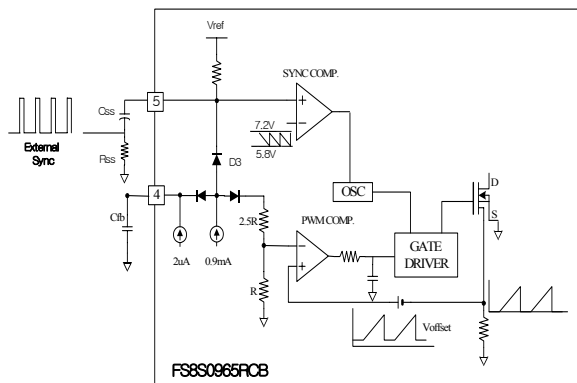 Vref
5
SYNC COMP.
Css
+
7.2V
−
5.8V
External
Sync
Rss
D3
OSC
D
S
4
Cfb
2.5R
PWM COMP.
−
+
GATE
DRIVER
2uA
0.9mA
R
Voffset
FS8S0965RCB